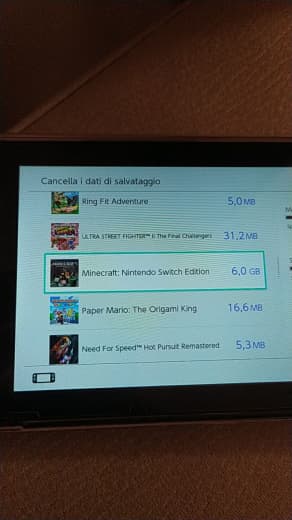 Cancella i dati di salvataggio
Ring Fit Adventure 5,0 MB
ULTRA STREET FIGHTER™ II: The Final Challengers 31,2 MB
Minecraft: Nintendo Switch Edition 6,0 GB
Paper Mario: The Origami King 16,6 MB
Need For Speed™ Hot Pursuit Remastered 5,3 MB